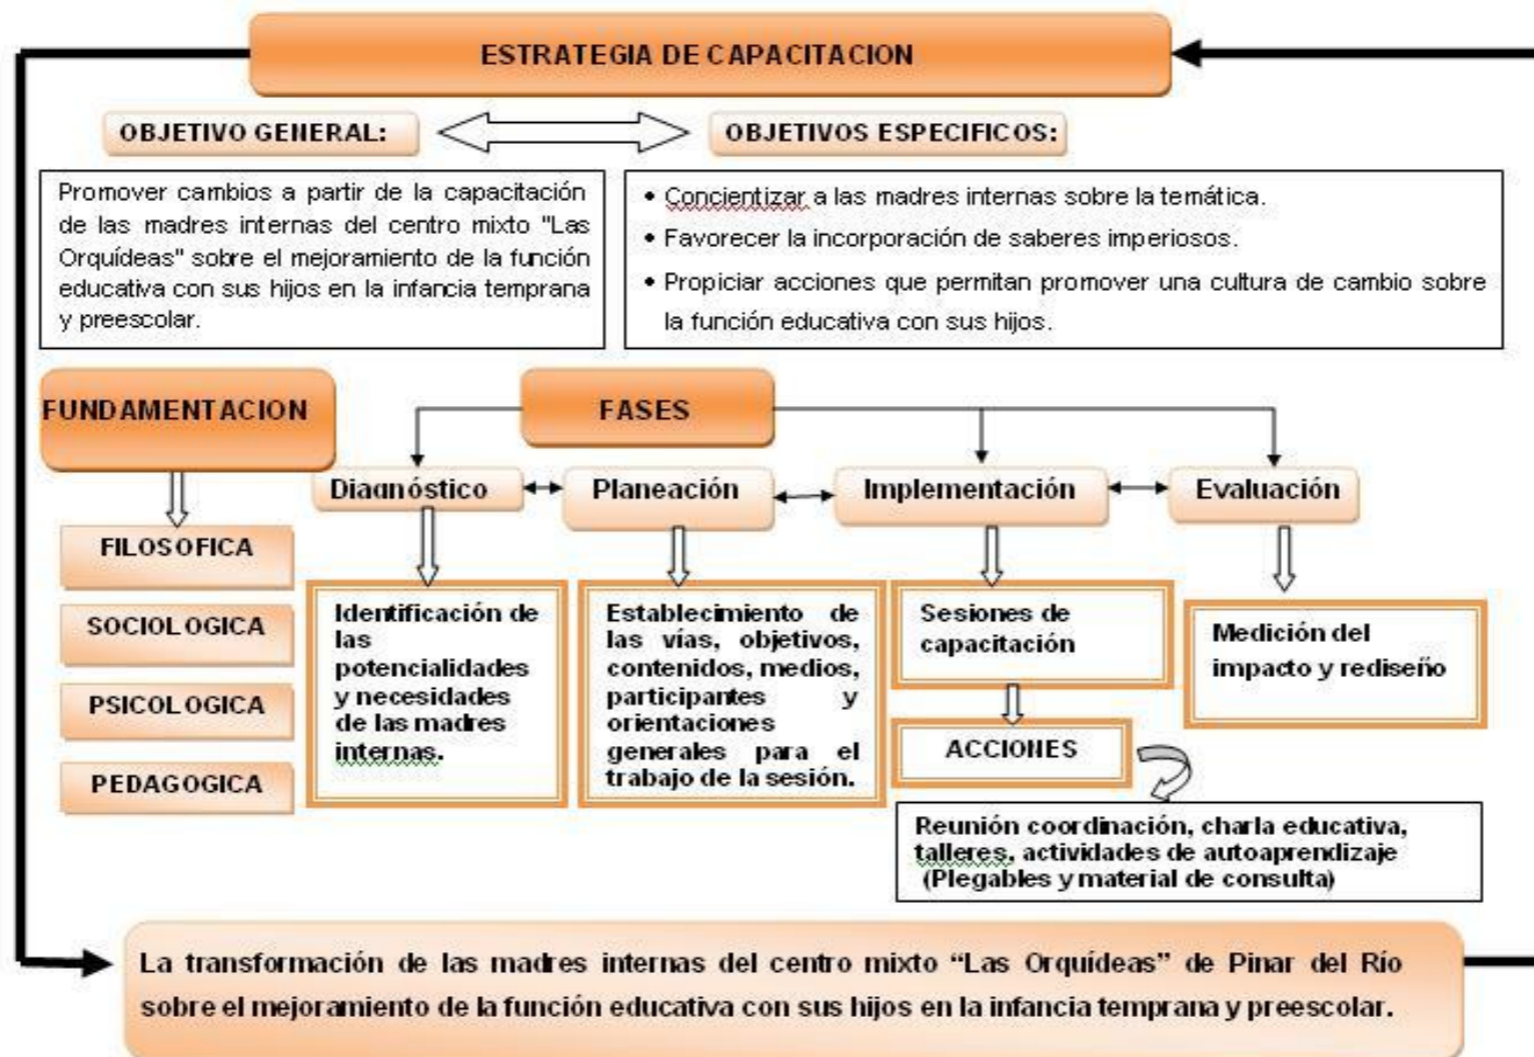 ESTRATEGIA DE CAPACITACION
OBJETIVO GENERAL:
OBJETIVOS ESPECIFICOS:
Promover cambios a partir de la capacitación
de las madres internas del centro mixto "Las
Orquídeas" sobre el mejoramiento de la función
educativa con sus hijos en la infancia temprana
y preescolar.
• Concientizar a las madres internas sobre la temática.
• Favorecer la incorporación de saberes imperiosos.
• Propiciar acciones que permitan promover una cultura de cambio sobre
la función educativa con sus hijos.
FUNDAMENTACION
FILOSOFICA
SOCIOLOGICA
PSICOLOGICA
PEDAGOGICA
FASES
Diagnóstico
Planeación
Implementación
Evaluación
Identificación de
las
potencialidades
y necesidades
de las madres
internas.
Establecimiento de
las vías, objetivos,
contenidos, medios,
participantes y
orientaciones
generales para el
trabajo de la sesión.
Sesiones de
capacitación
ACCIONES
Reunión coordinación, charla educativa,
talleres, actividades de autoaprendizaje
(Plegables y material de consulta)
Medición del
impacto y rediseño
La transformación de las madres internas del centro mixto “Las Orquídeas” de Pinar del Río
sobre el mejoramiento de la función educativa con sus hijos en la infancia temprana y preescolar.